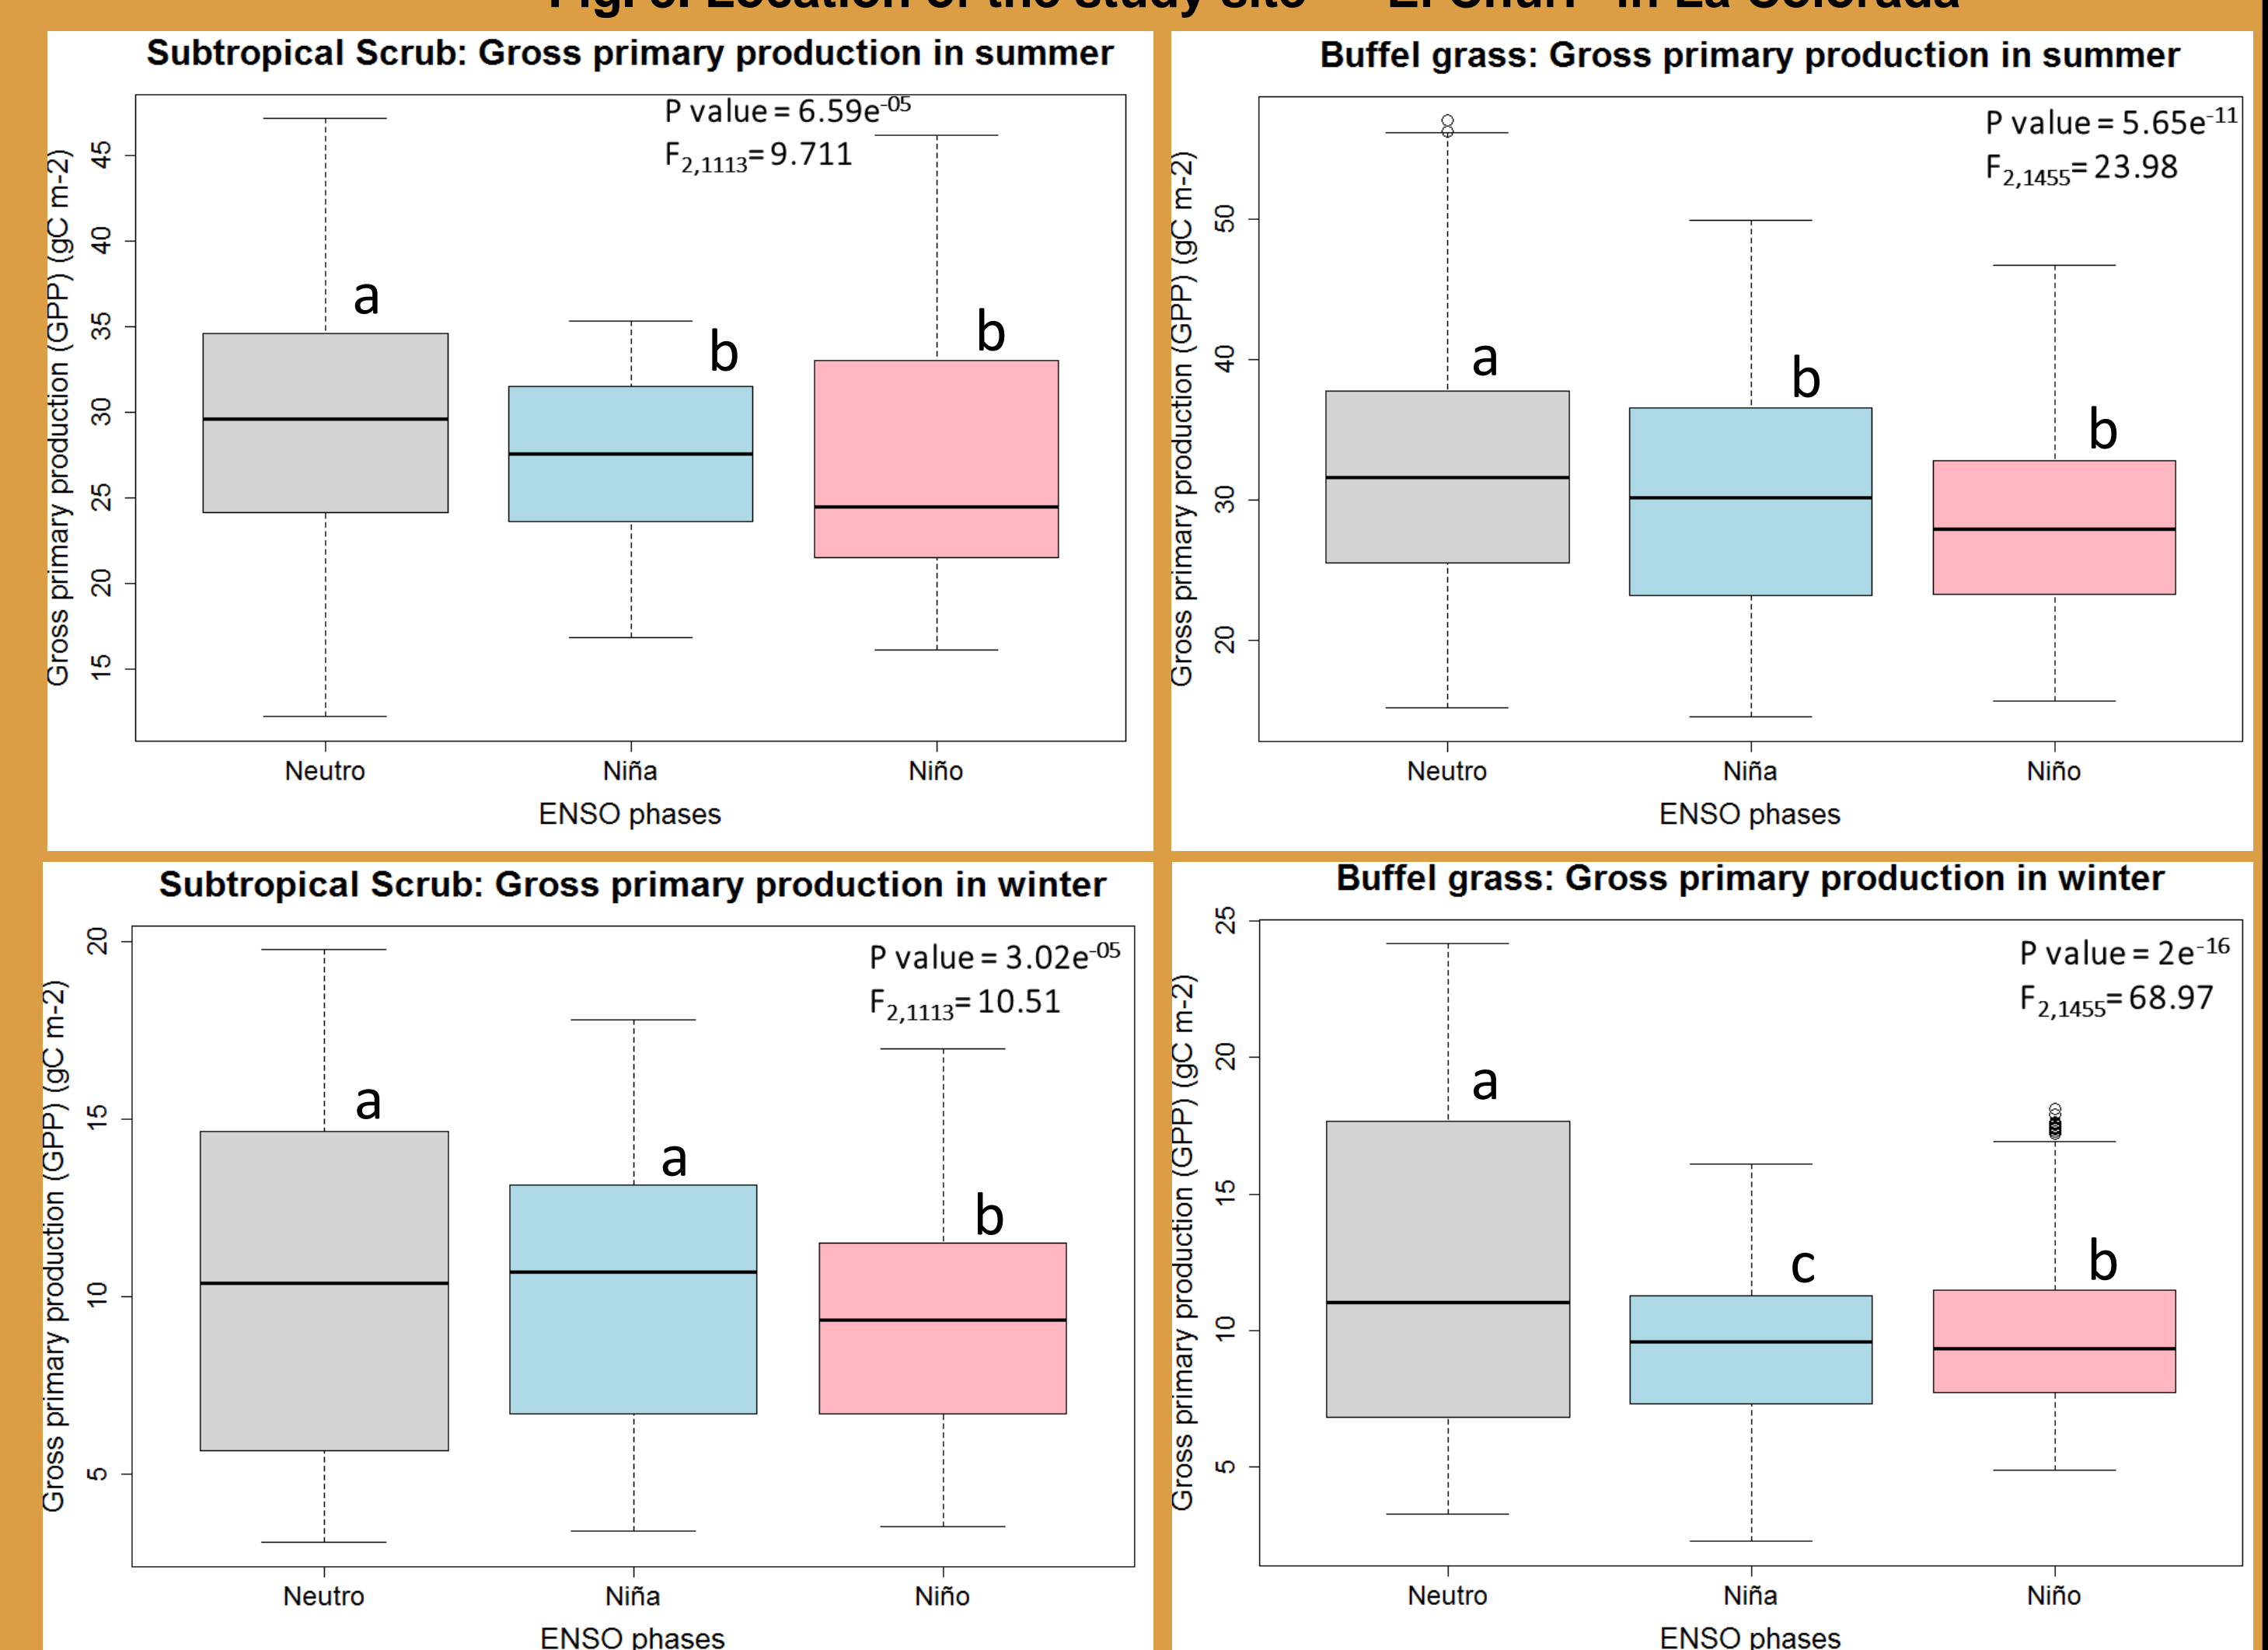 Subtropical Scrub: Gross primary production in summer
P value = 6.59e-05
F2,1113= 9.711
Gross primary production (GPP) (gC m-2)
45
40
35
30
25
20
15
a
b
b
Neutro
Niña
Niño
ENSO phases
Buffel grass: Gross primary production in summer
P value = 5.65e-11
F2,1455= 23.98
Gross primary production (GPP) (gC m-2)
50
40
30
20
a
b
b
Neutro
Niña
Niño
ENSO phases
Subtropical Scrub: Gross primary production in winter
P value = 3.02e-05
F2,1113= 10.51
Gross primary production (GPP) (gC m-2)
20
15
10
5
a
a
b
Neutro
Niña
Niño
ENSO phases
Buffel grass: Gross primary production in winter
P value = 2e-16
F2,1455= 68.97
Gross primary production (GPP) (gC m-2)
25
20
15
10
5
a
c
b
Neutro
Niña
Niño
ENSO phases